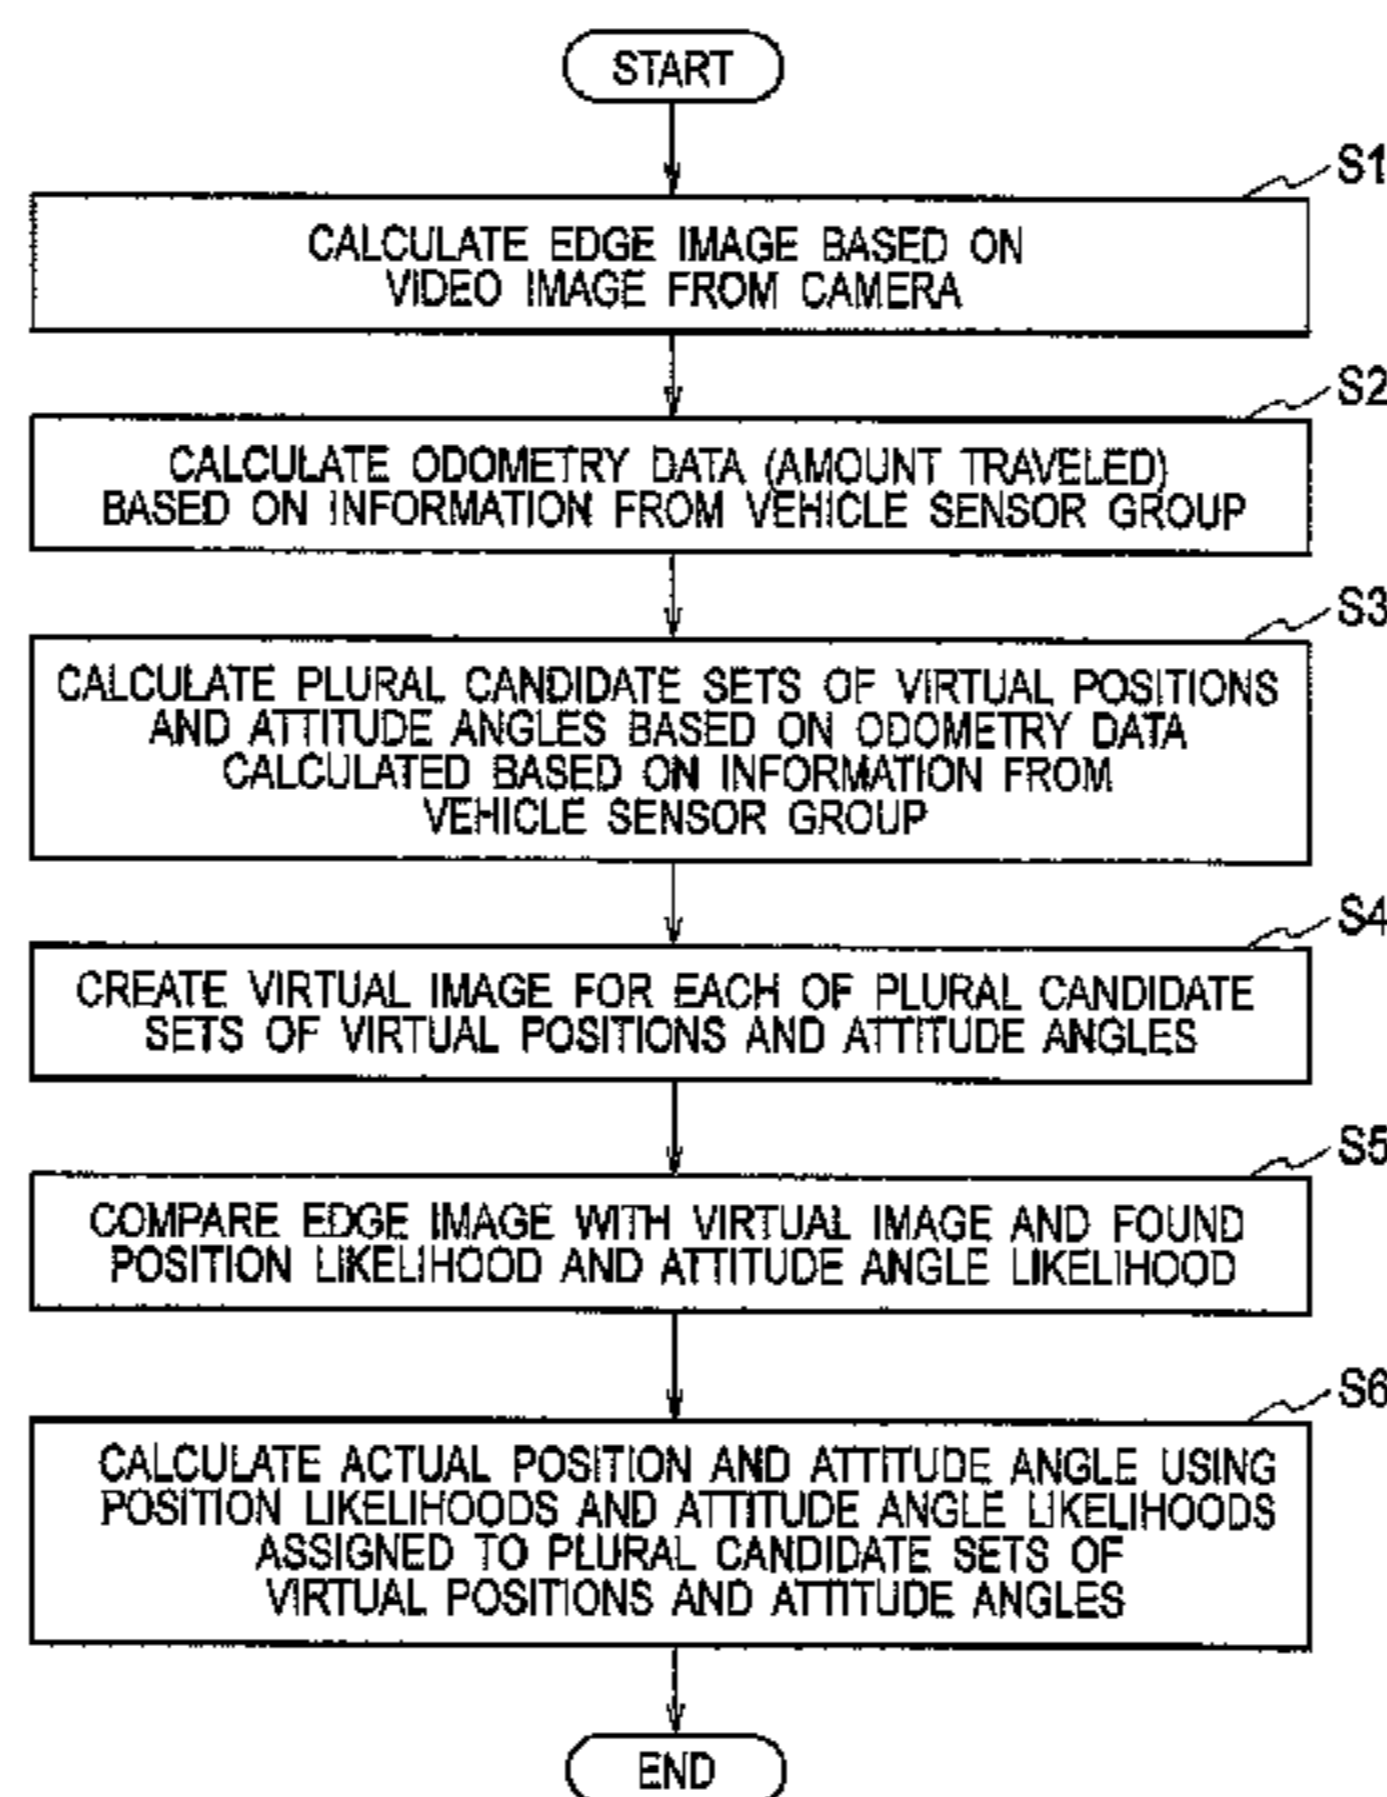 START
S1
CALCULATE EDGE IMAGE BASED ON
VIDEO IMAGE FROM CAMERA
S2
CALCULATE ODOMETRY DATA (AMOUNT TRAVELED)
BASED ON INFORMATION FROM VEHICLE SENSOR GROUP
S3
CALCULATE PLURAL CANDIDATE SETS OF VIRTUAL POSITIONS
AND ATTITUDE ANGLES BASED ON ODOMETRY DATA
CALCULATED BASED ON INFORMATION FROM
VEHICLE SENSOR GROUP
S4
CREATE VIRTUAL IMAGE FOR EACH OF PLURAL CANDIDATE
SETS OF VIRTUAL POSITIONS AND ATTITUDE ANGLES
S5
COMPARE EDGE IMAGE WITH VIRTUAL IMAGE AND FOUND
POSITION LIKELIHOOD AND ATTITUDE ANGLE LIKELIHOOD
S6
CALCULATE ACTUAL POSITION AND ATTITUDE ANGLE USING
POSITION LIKELIHOODS AND ATTITUDE ANGLE LIKELIHOODS
ASSIGNED TO PLURAL CANDIDATE SETS OF
VIRTUAL POSITIONS AND ATTITUDE ANGLES
END